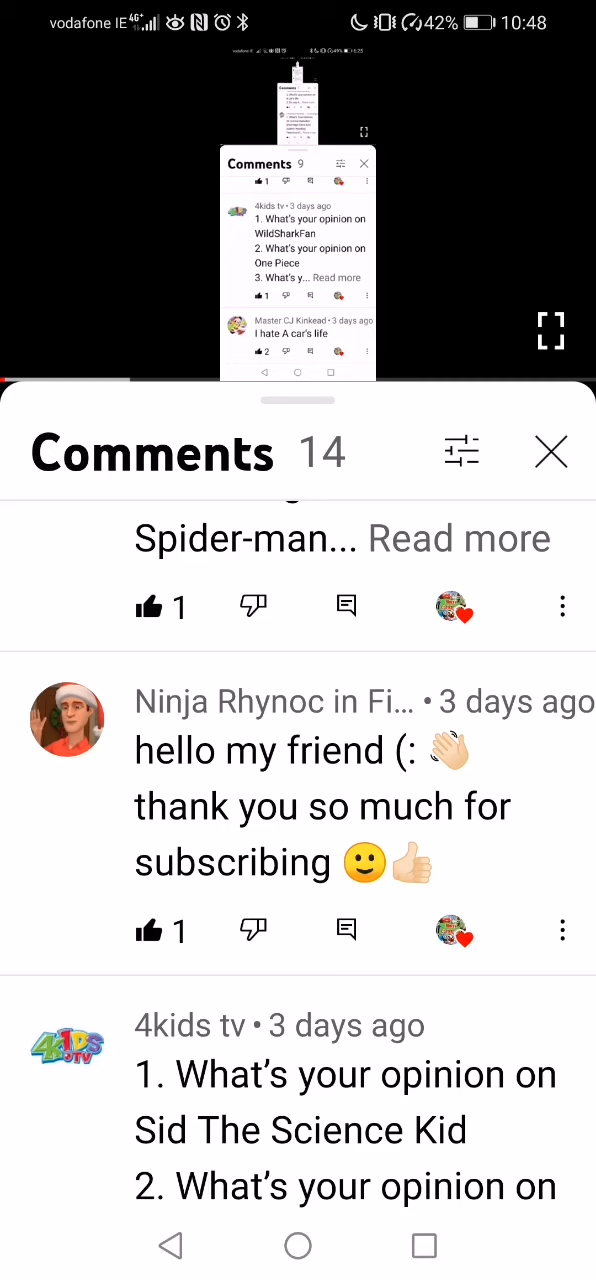 vodafone IE 4G+ 42% 10:48
Comments 9
1
4kids tv • 3 days ago
1. What's your opinion on
WildSharkFan
2. What's your opinion on
One Piece
3. What's y... Read more
1
Master CJ Kinkead • 3 days ago
I hate A car's life
2
Comments 14
Spider-man... Read more
1
Ninja Rhynoc in Fi... • 3 days ago
hello my friend (: 👋🏻
thank you so much for
subscribing 🙂👍🏻
1
4KIDS TV
4kids tv • 3 days ago
1. What's your opinion on
Sid The Science Kid
2. What's your opinion on